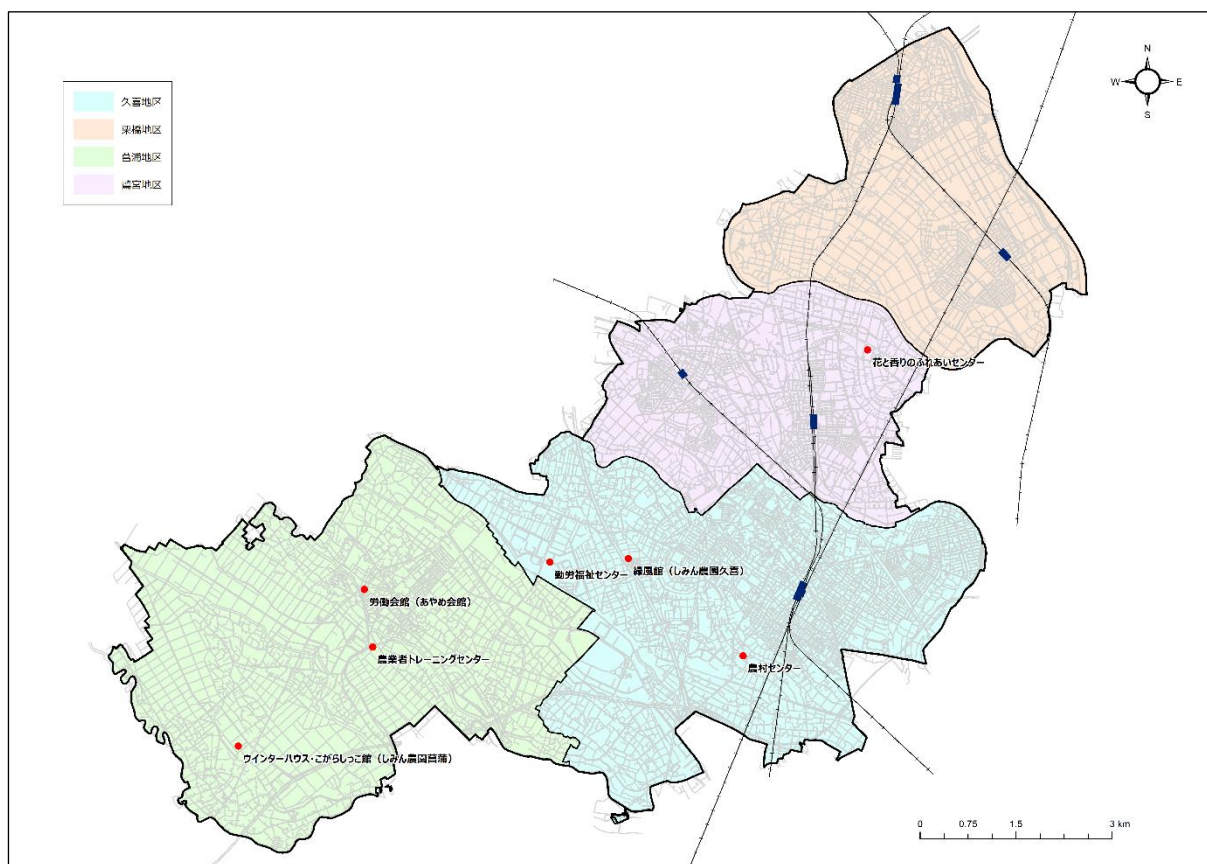 久喜地区
栗橋地区
菖蒲地区
鷲宮地区
N
W
E
S
花と香りのふれあいセンター
勤労福祉センター
緑風館（しみん農園久喜）
労働会館（あやめ会館）
農業者トレーニングセンター
農村センター
ウインターハウス・こがらしっこ館（しみん農園菖蒲）
0 0.75 1.5 3 km